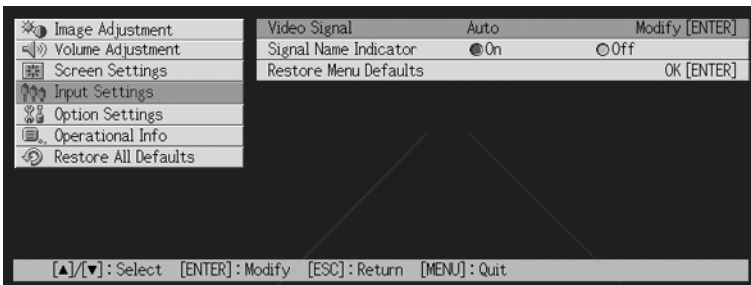 Image Adjustment
Volume Adjustment
Screen Settings
Input Settings
Option Settings
Operational Info
Restore All Defaults
Video Signal Auto Modify [ENTER]
Signal Name Indicator On Off
Restore Menu Defaults OK [ENTER]
[▲]/[▼]:Select [ENTER]:Modify [ESC]:Return [MENU]:Quit